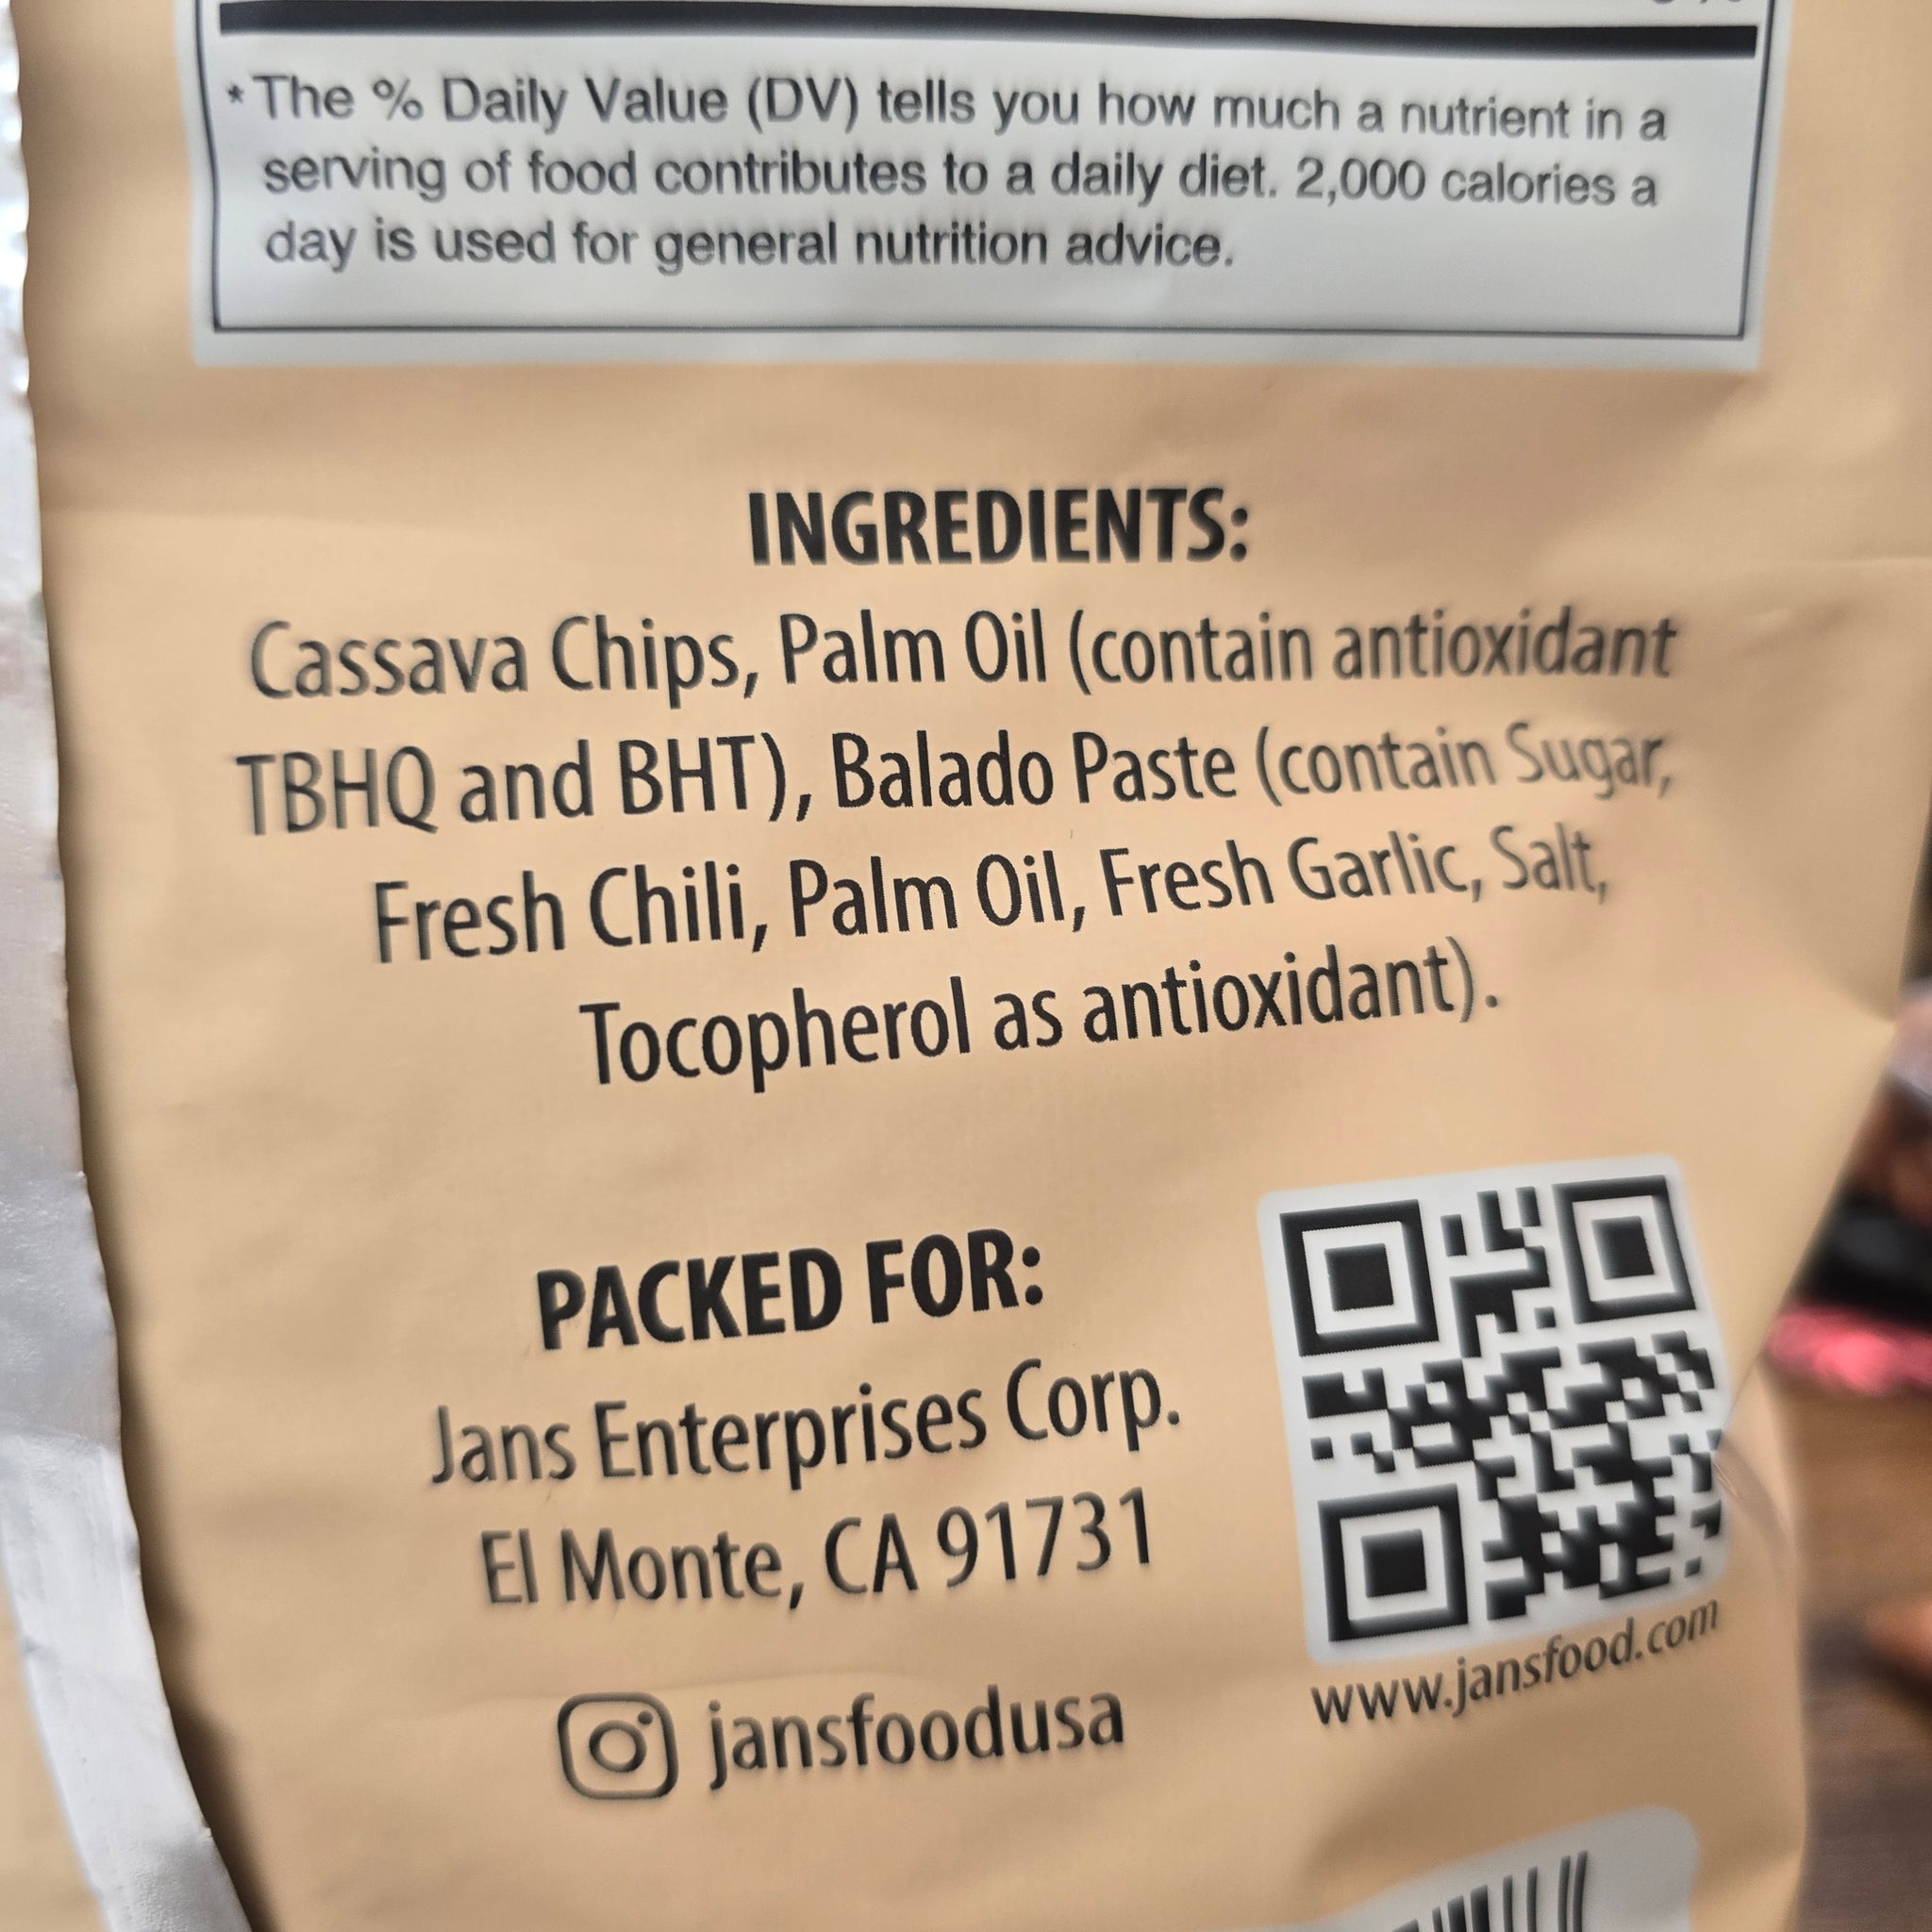 *The % Daily Value (DV) tells you how much a nutrient in a
serving of food contributes to a daily diet. 2,000 calories a
day is used for general nutrition advice.
INGREDIENTS:
Cassava Chips, Palm Oil (contain antioxidant
TBHQ and BHT), Balado Paste (contain Sugar,
Fresh Chili, Palm Oil, Fresh Garlic, Salt,
Tocopherol as antioxidant).
PACKED FOR:
Jans Enterprises Corp.
El Monte, CA 91731
jansfoodusa
www.jansfood.com